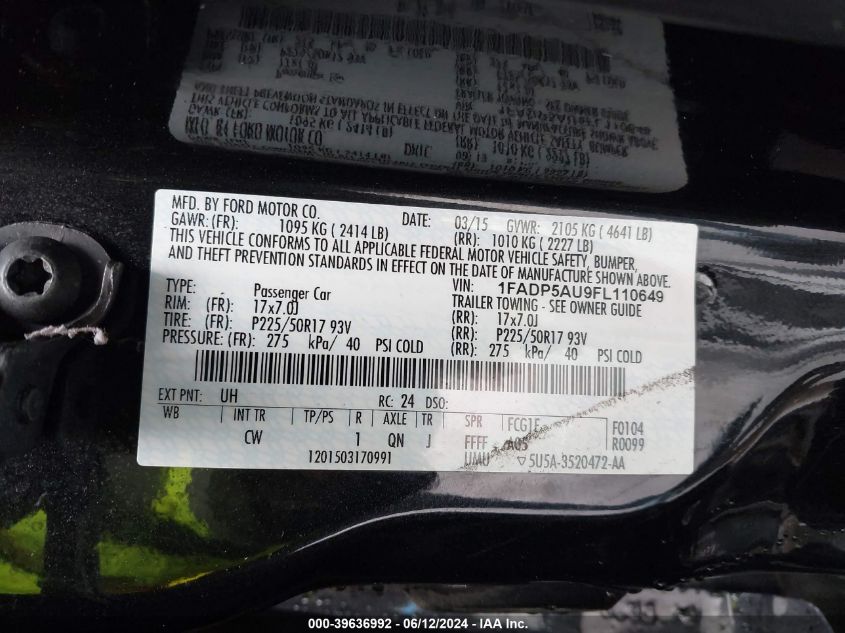 MFD. BY FORD MOTOR CO.
DATE: 03/15 GVWR: 2105 KG ( 4641 LB)
GAWR: (FR): 1095 KG ( 2414 LB) (RR): 1010 KG ( 2227 LB)
THIS VEHICLE CONFORMS TO ALL APPLICABLE FEDERAL MOTOR VEHICLE SAFETY, BUMPER,
AND THEFT PREVENTION STANDARDS IN EFFECT ON THE DATE OF MANUFACTURE SHOWN ABOVE.
VIN: 1FADP5AU9FL110649
TYPE: Passenger Car TRAILER TOWING - SEE OWNER GUIDE
RIM: (FR): 17x7.0J (RR): 17x7.0J
TIRE: (FR): P225/50R17 93V (RR): P225/50R17 93V
PRESSURE: (FR): 275 kPa/ 40 PSI COLD (RR): 275 kPa/ 40 PSI COLD
EXT PNT: UH RC: 24 DSO:
WB INT TR TP/PS R AXLE TR SPR FCG1E F0104
CW 1 QN J FFFF A05 R0099
1201503170991 UMU ▽5U5A-3520472-AA
000-39636992 - 06/12/2024 - IAA Inc.